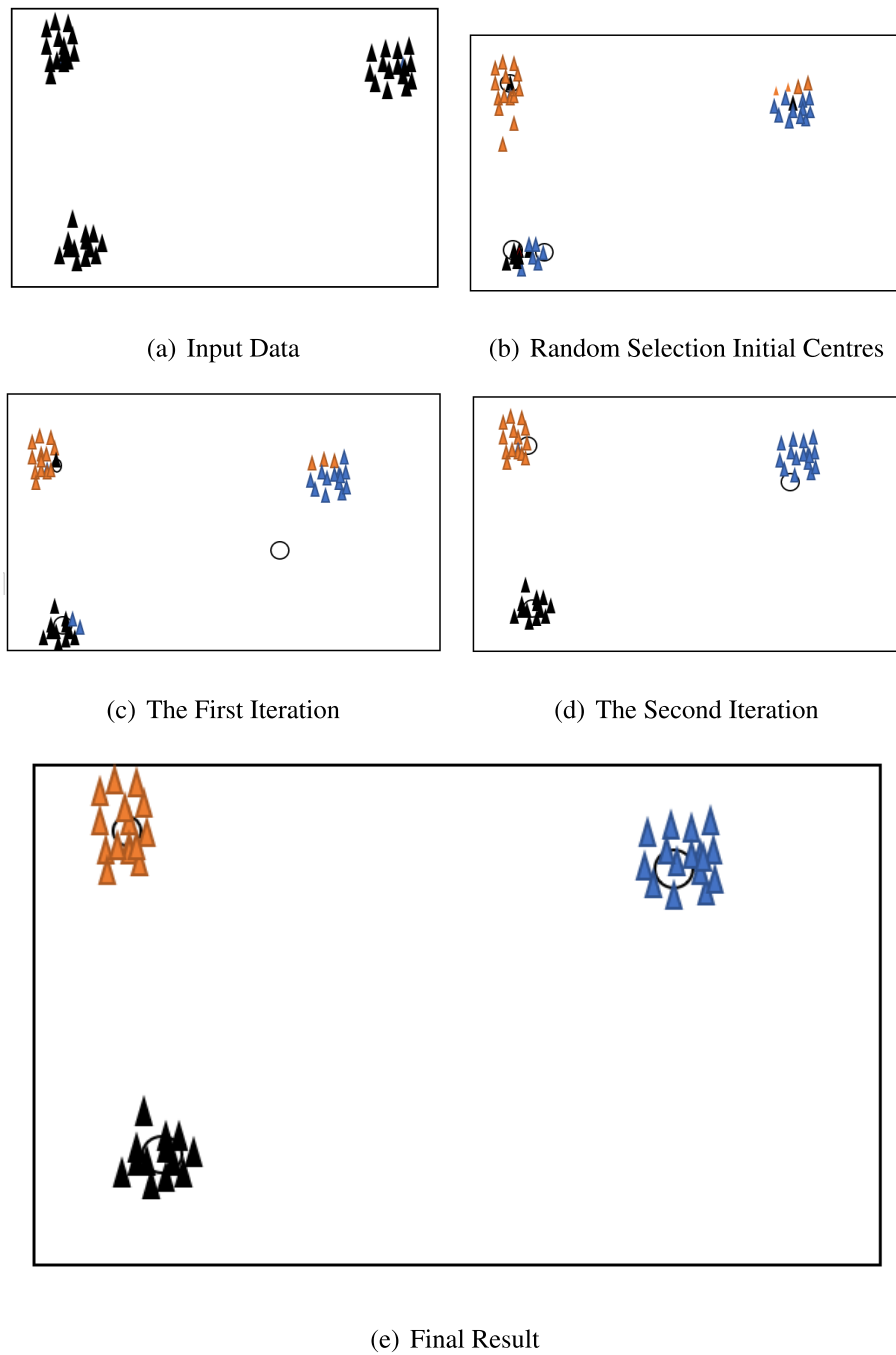 (a) Input Data
(b) Random Selection Initial Centres
(c) The First Iteration
(d) The Second Iteration
(e) Final Result